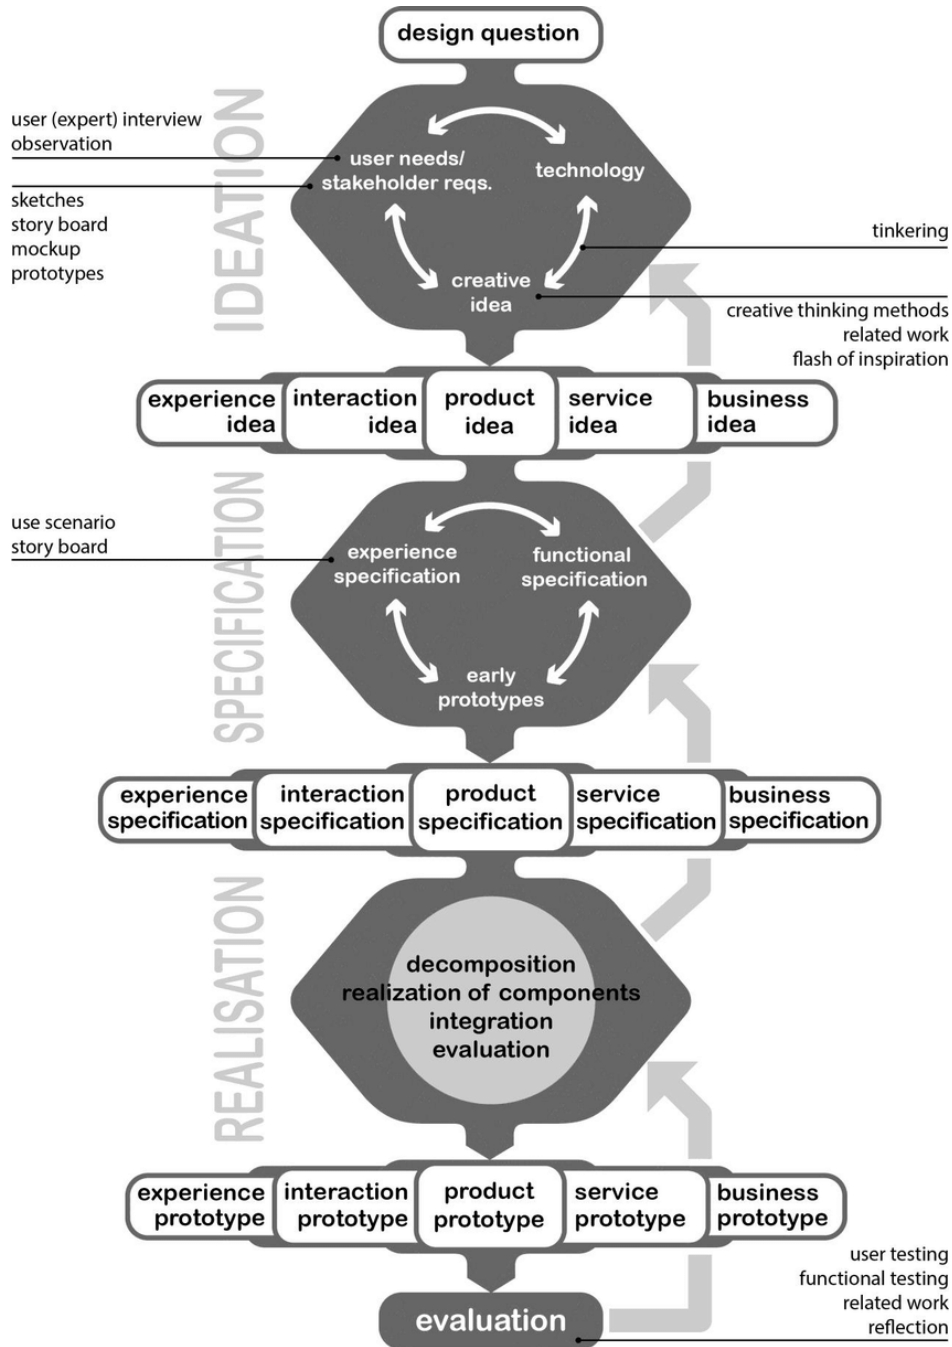 design question
IDEATION
user (expert) interview
observation
sketches
story board
mockup
prototypes
user needs/
stakeholder reqs.
technology
creative
idea
tinkering
creative thinking methods
related work
flash of inspiration
experience
idea
interaction
idea
product
idea
service
idea
business
idea
SPECIFICATION
use scenario
story board
experience
specification
functional
specification
early
prototypes
experience
specification
interaction
specification
product
specification
service
specification
business
specification
REALISATION
decomposition
realization of components
integration
evaluation
experience
prototype
interaction
prototype
product
prototype
service
prototype
business
prototype
evaluation
user testing
functional testing
related work
reflection